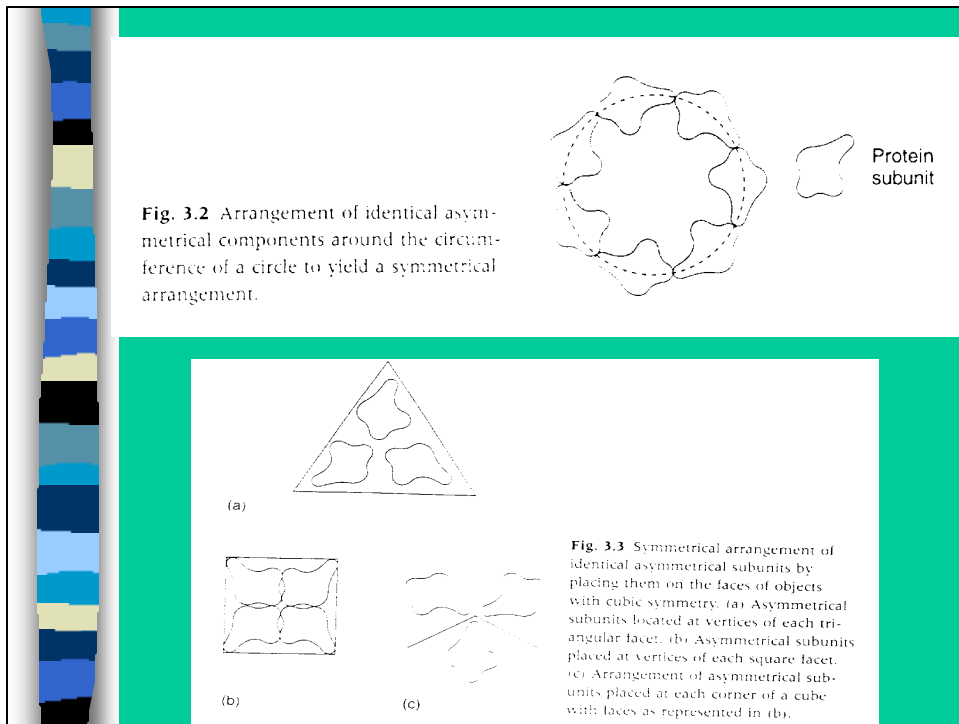 Protein
subunit
Fig. 3.2 Arrangement of identical asym-
metrical components around the circum-
ference of a circle to yield a symmetrical
arrangement.
(a)
(b)
(c)
Fig. 3.3 Symmetrical arrangement of
identical asymmetrical subunits by
placing them on the faces of objects
with cubic symmetry. (a) Asymmetrical
subunits located at vertices of each tri-
angular facet. (b) Asymmetrical subunits
placed at vertices of each square facet.
(c) Arrangement of asymmetrical sub-
units placed at each corner of a cube
with faces as represented in (b).